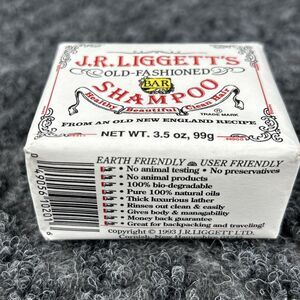 J.R.LIGGETT'S
OLD-FASHIONED
BAR
SHAMPOO
Healthy Beautiful Clean Hair
TRADE MARK
FROM AN OLD NEW ENGLAND RECIPE
NET WT. 3.5 oz, 99g
EARTH FRIENDLY USER FRIENDLY
• No animal testing • No preservatives
• No animal products
• 100% bio-degradable
• Pure 100% natural oils
• Thick luxurious lather
• Rinses out clean & easily
• Gives body & managability
• Money back guarantee
• Great for backpacking and traveling!
Copyright © 1993 J.R.LIGGETT LTD.